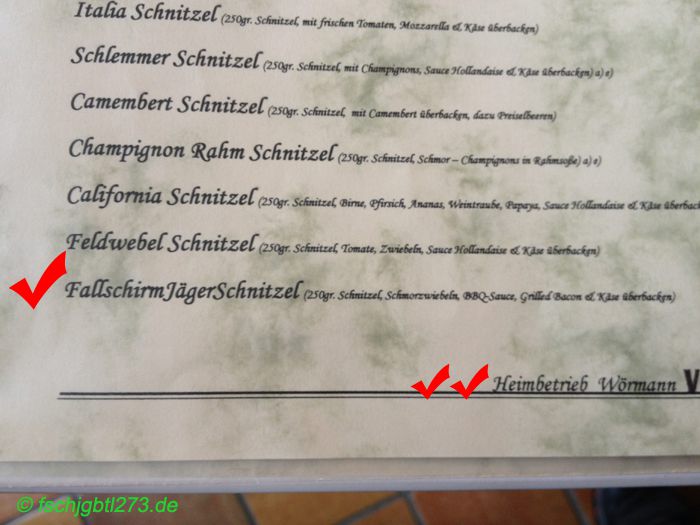 Italia Schnitzel (250gr. Schnitzel, mit frischen Tomaten, Mozzarella & Käse überbacken)
Schlemmer Schnitzel (250gr. Schnitzel, mit Champignons, Sauce Hollandaise & Käse überbacken) a) e)
Camembert Schnitzel (250gr. Schnitzel, mit Camembert überbacken, dazu Preiselbeeren)
Champignon Rahm Schnitzel (250gr. Schnitzel, Schmor – Champignons in Rahmsoße) a) e)
California Schnitzel (250gr. Schnitzel, Birne, Pfirsich, Ananas, Weintraube, Papaya, Sauce Hollandaise & Käse überback
Feldwebel Schnitzel (250gr. Schnitzel, Tomate, Zwiebeln, Sauce Hollandaise & Käse überbacken)
FallschirmJägerSchnitzel (250gr. Schnitzel, Schmorzwiebeln, BBQ-Sauce, Grilled Bacon & Käse überbacken)
Heimbetrieb Wörmann V
© fschjgbtl273.de